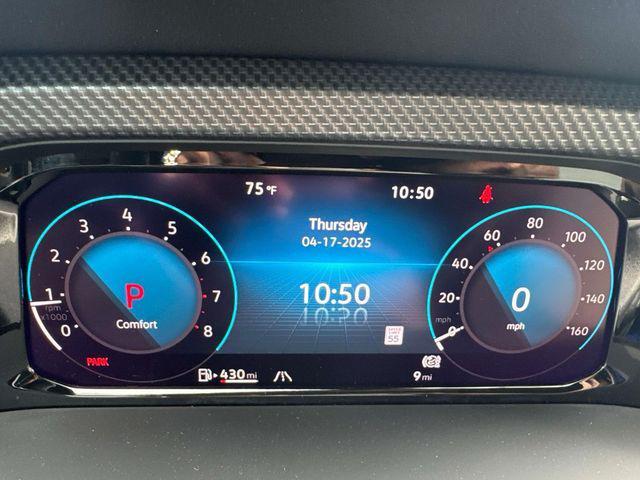 75 °F
10:50
Thursday
04-17-2025
10:50
0
1
2
3
4
5
6
7
8
rpm
x1000
P
Comfort
PARK
0
20
40
60
80
100
120
140
160
mph
0
mph
SPEED
LIMIT
55
430 mi
9 mi